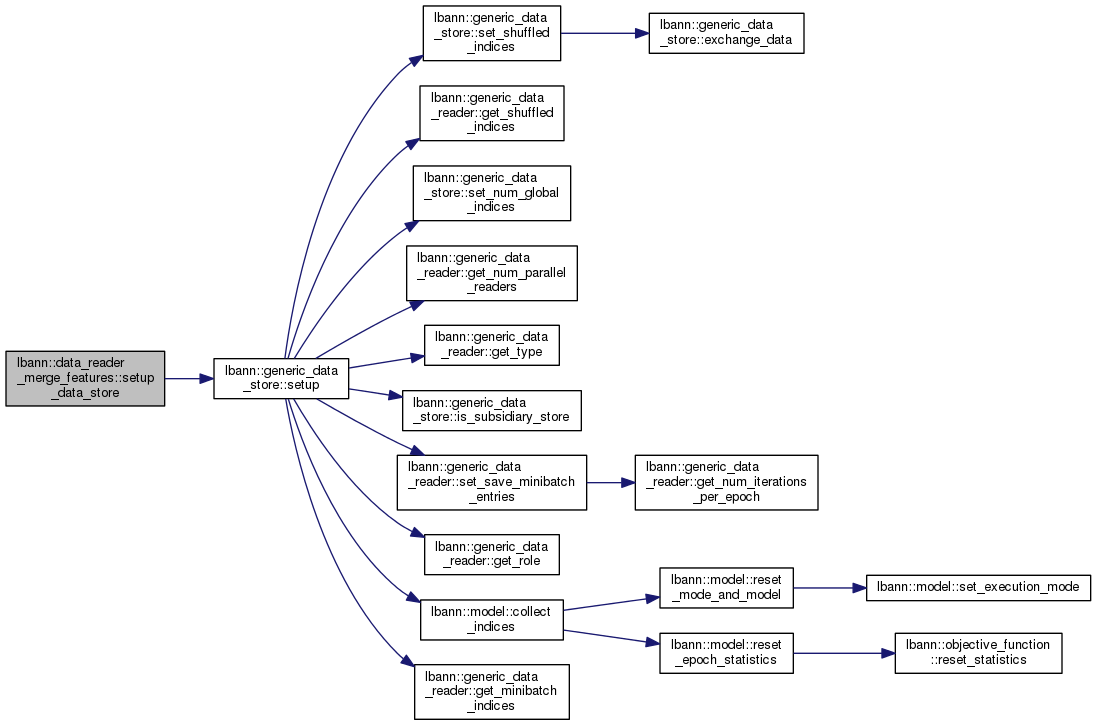 lbann::data_reader
_merge_features::setup
_data_store
lbann::generic_data
_store::setup
lbann::generic_data
_store::set_shuffled
_indices
lbann::generic_data
_store::exchange_data
lbann::generic_data
_reader::get_shuffled
_indices
lbann::generic_data
_store::set_num_global
_indices
lbann::generic_data
_reader::get_num_parallel
_readers
lbann::generic_data
_reader::get_type
lbann::generic_data
_store::is_subsidiary_store
lbann::generic_data
_reader::set_save_minibatch
_entries
lbann::generic_data
_reader::get_num_iterations
_per_epoch
lbann::generic_data
_reader::get_role
lbann::model::collect
_indices
lbann::model::reset
_mode_and_model
lbann::model::set_execution_mode
lbann::model::reset
_epoch_statistics
lbann::objective_function
::reset_statistics
lbann::generic_data
_reader::get_minibatch
_indices